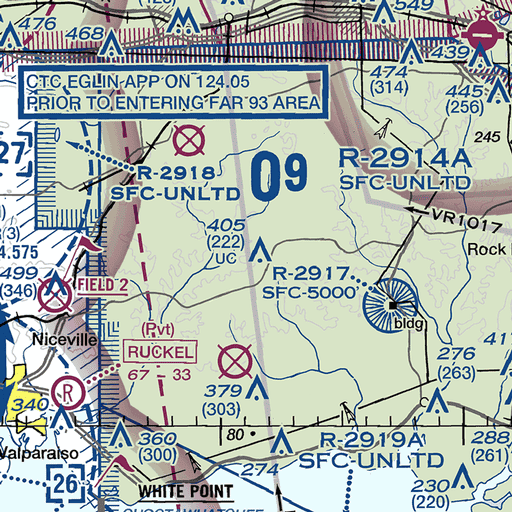 476
468
549
439
474
(314)
445
(256)
CTC EGLIN APP ON 124.05
PRIOR TO ENTERING FAR 93 AREA
245
27
09
R-2918
SFC-UNLTD
R-2914A
SFC-UNLTD
VR1017
405
(222)
UC
4.575
Rock
499
(346)
FIELD 2
R-2917
SFC-5000
bldg
Niceville
(Pvt)
RUCKEL
67 - 33
276
(263)
41
R
340
379
(303)
Valparaiso
360
(300)
80
R-2919A
SFC-UNLTD
288
(261)
274
26
WHITE POINT
230
(220)